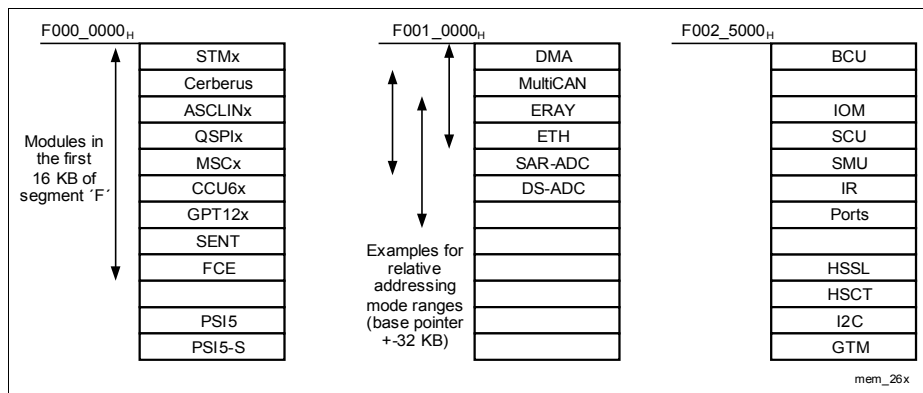 F000_0000H
STMx
Cerberus
ASCLINx
QSPIx
MSCx
CCU6x
GPT12x
SENT
FCE
PSI5
PSI5-S
Modules in
the first
16 KB of
segment ´F´
F001_0000H
DMA
MultiCAN
ERAY
ETH
SAR-ADC
DS-ADC
Examples for
relative
addressing
mode ranges
(base pointer
+-32 KB)
F002_5000H
BCU
IOM
SCU
SMU
IR
Ports
HSSL
HSCT
I2C
GTM
mem_26x